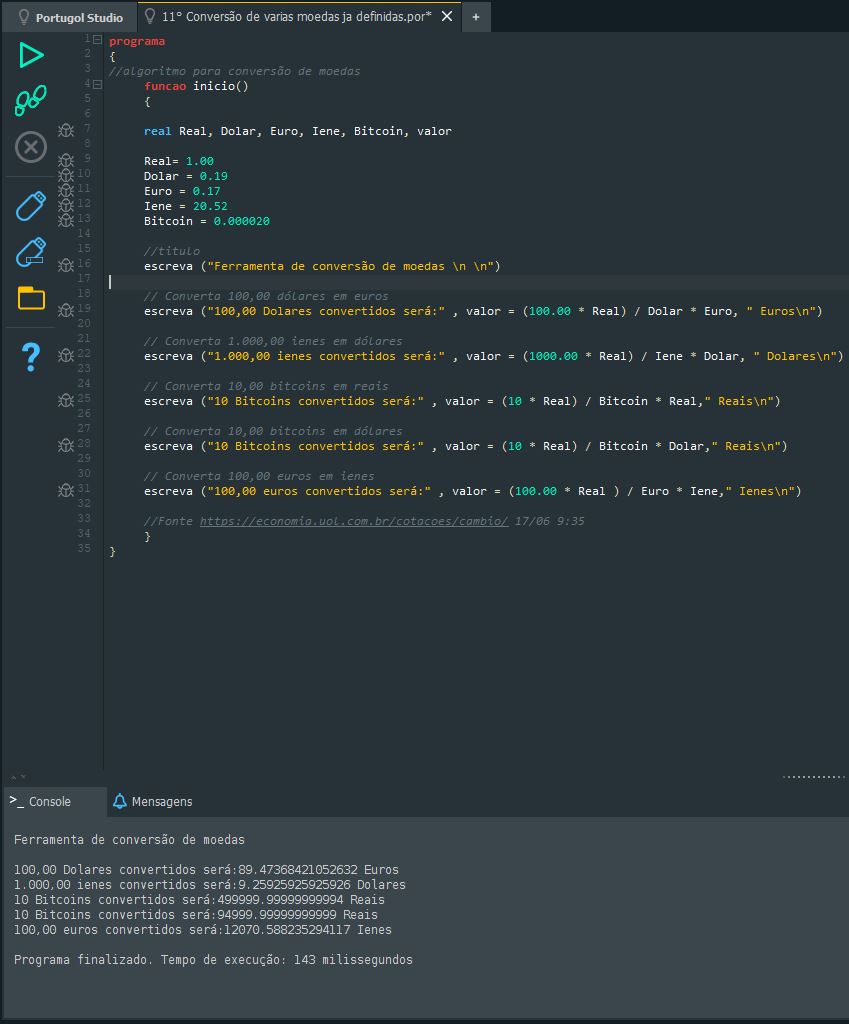 Portugol Studio
11° Conversão de varias moedas ja definidas.por*
+
1 programa
2 {
3 //algoritmo para conversão de moedas
4 funcao inicio()
5 {
6
7 real Real, Dolar, Euro, Iene, Bitcoin, valor
8
9 Real= 1.00
10 Dolar = 0.19
11 Euro = 0.17
12 Iene = 20.52
13 Bitcoin = 0.000020
14
15 //titulo
16 escreva ("Ferramenta de conversão de moedas \n \n")
17
18 // Converta 100,00 dólares em euros
19 escreva ("100,00 Dolares convertidos será:" , valor = (100.00 * Real) / Dolar * Euro, " Euros\n")
20
21 // Converta 1.000,00 ienes em dólares
22 escreva ("1.000,00 ienes convertidos será:" , valor = (1000.00 * Real) / Iene * Dolar, " Dolares\n")
23
24 // Converta 10,00 bitcoins em reais
25 escreva ("10 Bitcoins convertidos será:" , valor = (10 * Real) / Bitcoin * Real," Reais\n")
26
27 // Converta 10,00 bitcoins em dólares
28 escreva ("10 Bitcoins convertidos será:" , valor = (10 * Real) / Bitcoin * Dolar," Reais\n")
29
30 // Converta 100,00 euros em ienes
31 escreva ("100,00 euros convertidos será:" , valor = (100.00 * Real ) / Euro * Iene," Ienes\n")
32
33 //Fonte https://economia.uol.com.br/cotacoes/cambio/ 17/06 9:35
34 }
35 }
>_ Console
Mensagens
Ferramenta de conversão de moedas
100,00 Dolares convertidos será:89.47368421052632 Euros
1.000,00 ienes convertidos será:9.25925925925926 Dolares
10 Bitcoins convertidos será:499999.99999999994 Reais
10 Bitcoins convertidos será:94999.99999999999 Reais
100,00 euros convertidos será:12070.588235294117 Ienes
Programa finalizado. Tempo de execução: 143 milissegundos